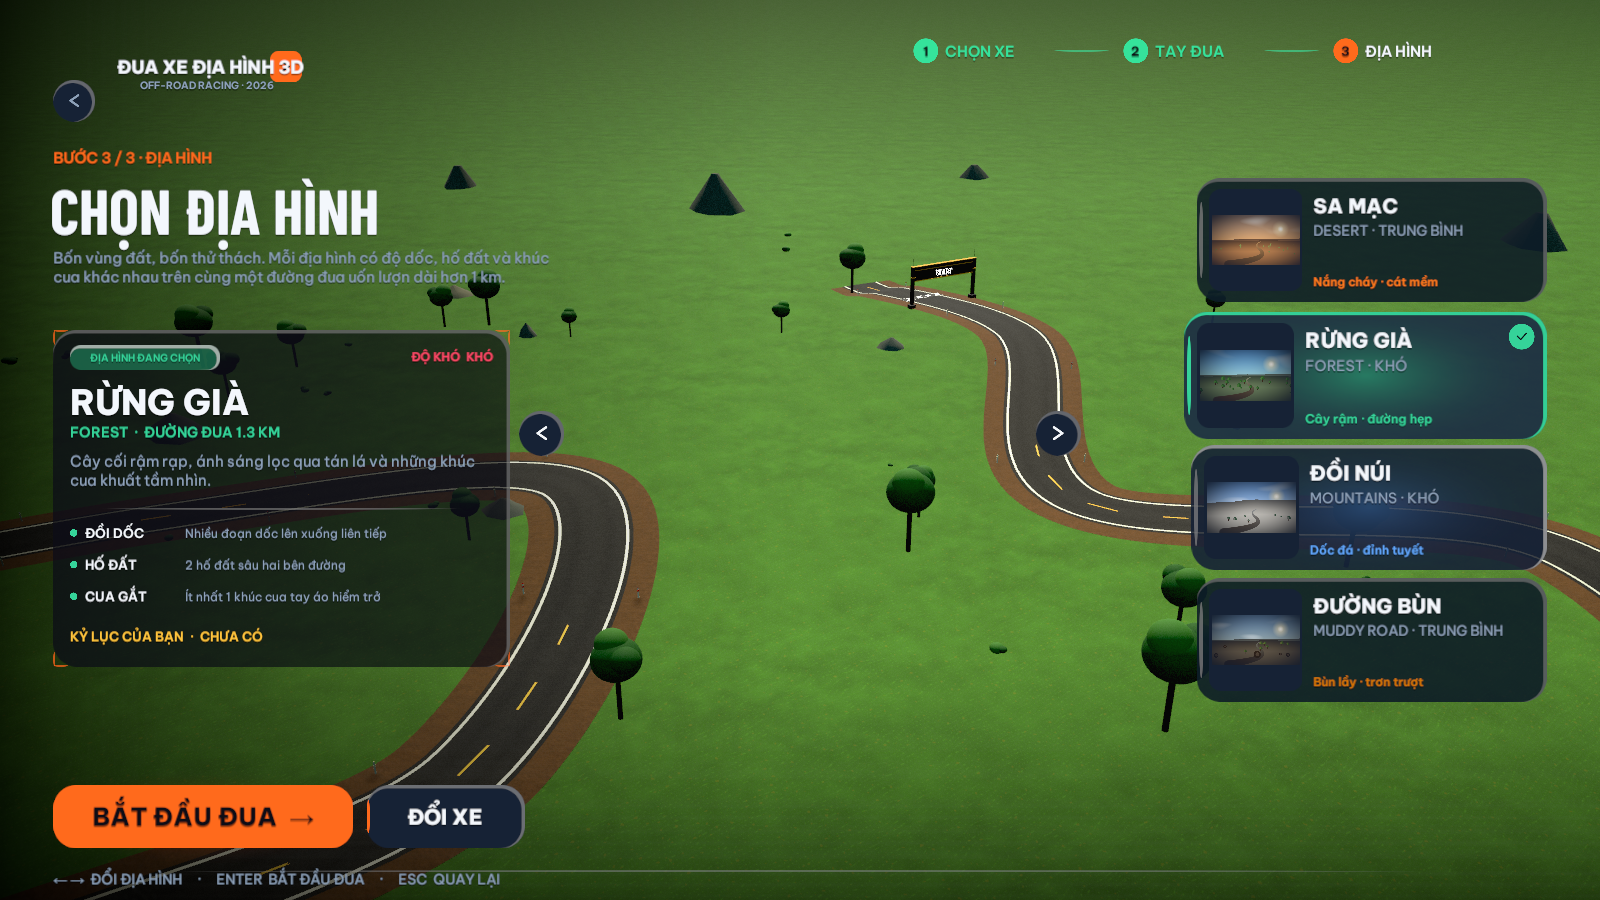 ĐUA XE ĐỊA HÌNH 3D
OFF-ROAD RACING · 2026
1 CHỌN XE
2 TAY ĐUA
3 ĐỊA HÌNH
<
BƯỚC 3 / 3 · ĐỊA HÌNH
CHỌN ĐỊA HÌNH
Bốn vùng đất, bốn thử thách. Mỗi địa hình có độ dốc, hố đất và khúc
cua khác nhau trên cùng một đường đua uốn lượn dài hơn 1 km.
ĐỊA HÌNH ĐANG CHỌN
ĐỘ KHÓ KHÓ
RỪNG GIÀ
FOREST · ĐƯỜNG ĐUA 1.3 KM
Cây cối rậm rạp, ánh sáng lọc qua tán lá và những khúc
cua khuất tầm nhìn.
ĐỒI DỐC Nhiều đoạn dốc lên xuống liên tiếp
HỐ ĐẤT 2 hố đất sâu hai bên đường
CUA GẮT Ít nhất 1 khúc cua tay áo hiểm trở
KỶ LỤC CỦA BẠN · CHƯA CÓ
<
>
START
SA MẠC
DESERT · TRUNG BÌNH
Nắng cháy · cát mềm
RỪNG GIÀ
FOREST · KHÓ
Cây rậm · đường hẹp
ĐỒI NÚI
MOUNTAINS · KHÓ
Dốc đá · đỉnh tuyết
ĐƯỜNG BÙN
MUDDY ROAD · TRUNG BÌNH
Bùn lầy · trơn trượt
BẮT ĐẦU ĐUA →
ĐỔI XE
←→ ĐỔI ĐỊA HÌNH · ENTER BẮT ĐẦU ĐUA · ESC QUAY LẠI